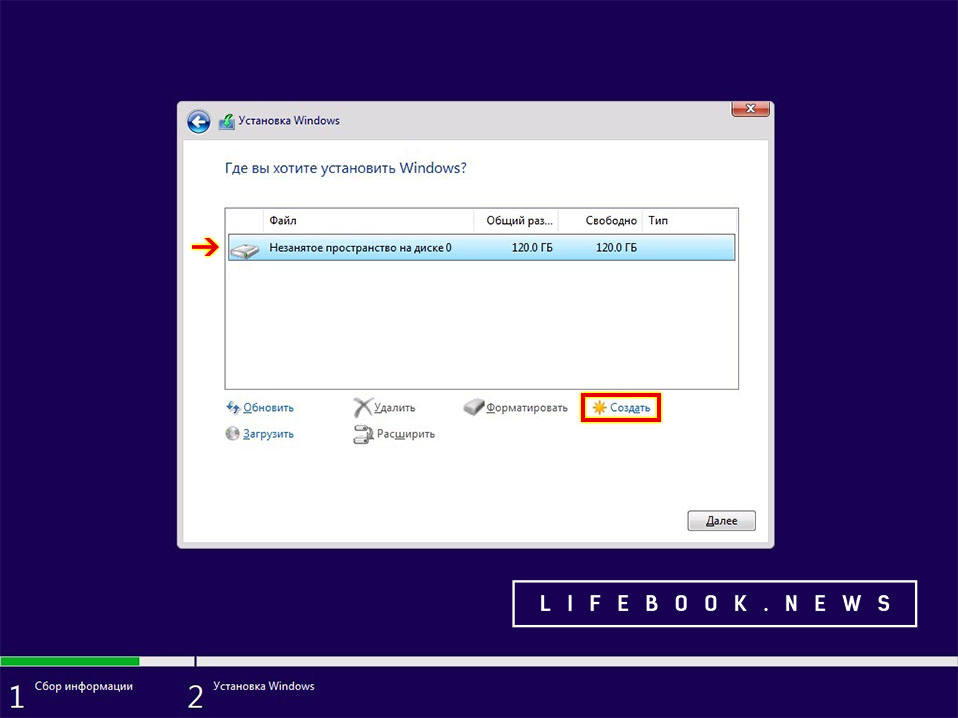 Установка Windows
Где вы хотите установить Windows?
Файл Общий раз... Свободно Тип
Незанятое пространство на диске 0 120.0 ГБ 120.0 ГБ
Обновить Удалить Форматировать Создать
Загрузить Расширить
Далее
LIFEBOOK.NEWS
1 Сбор информации 2 Установка Windows